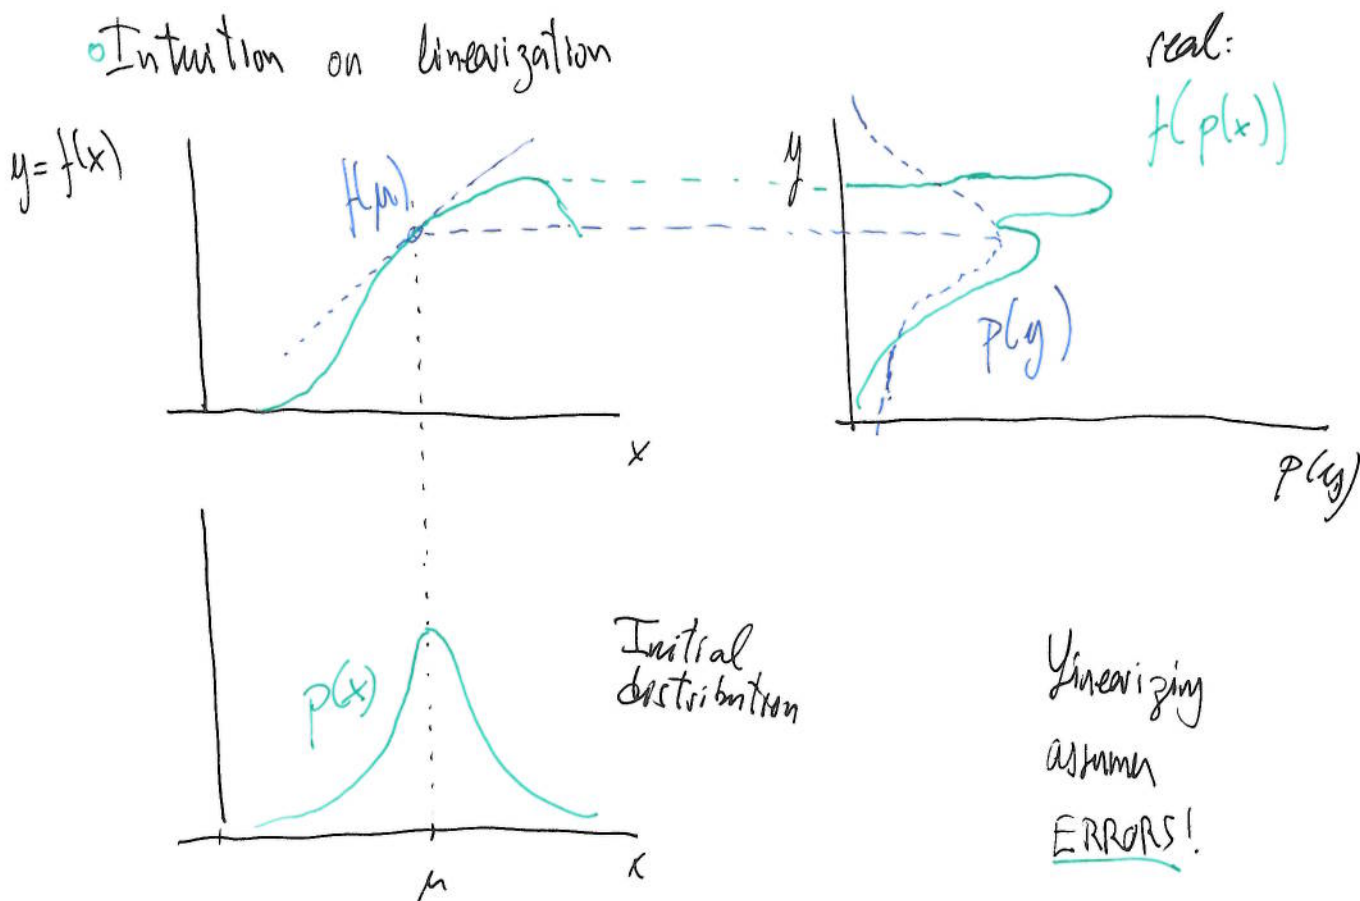 Intuition on linearization
real:
f(p(x))
y=f(x)
f(μ)
y
p(y)
x
p(y)
p(x)
Initial
distribution
Linearizing
assumes
ERRORS!
μ
x